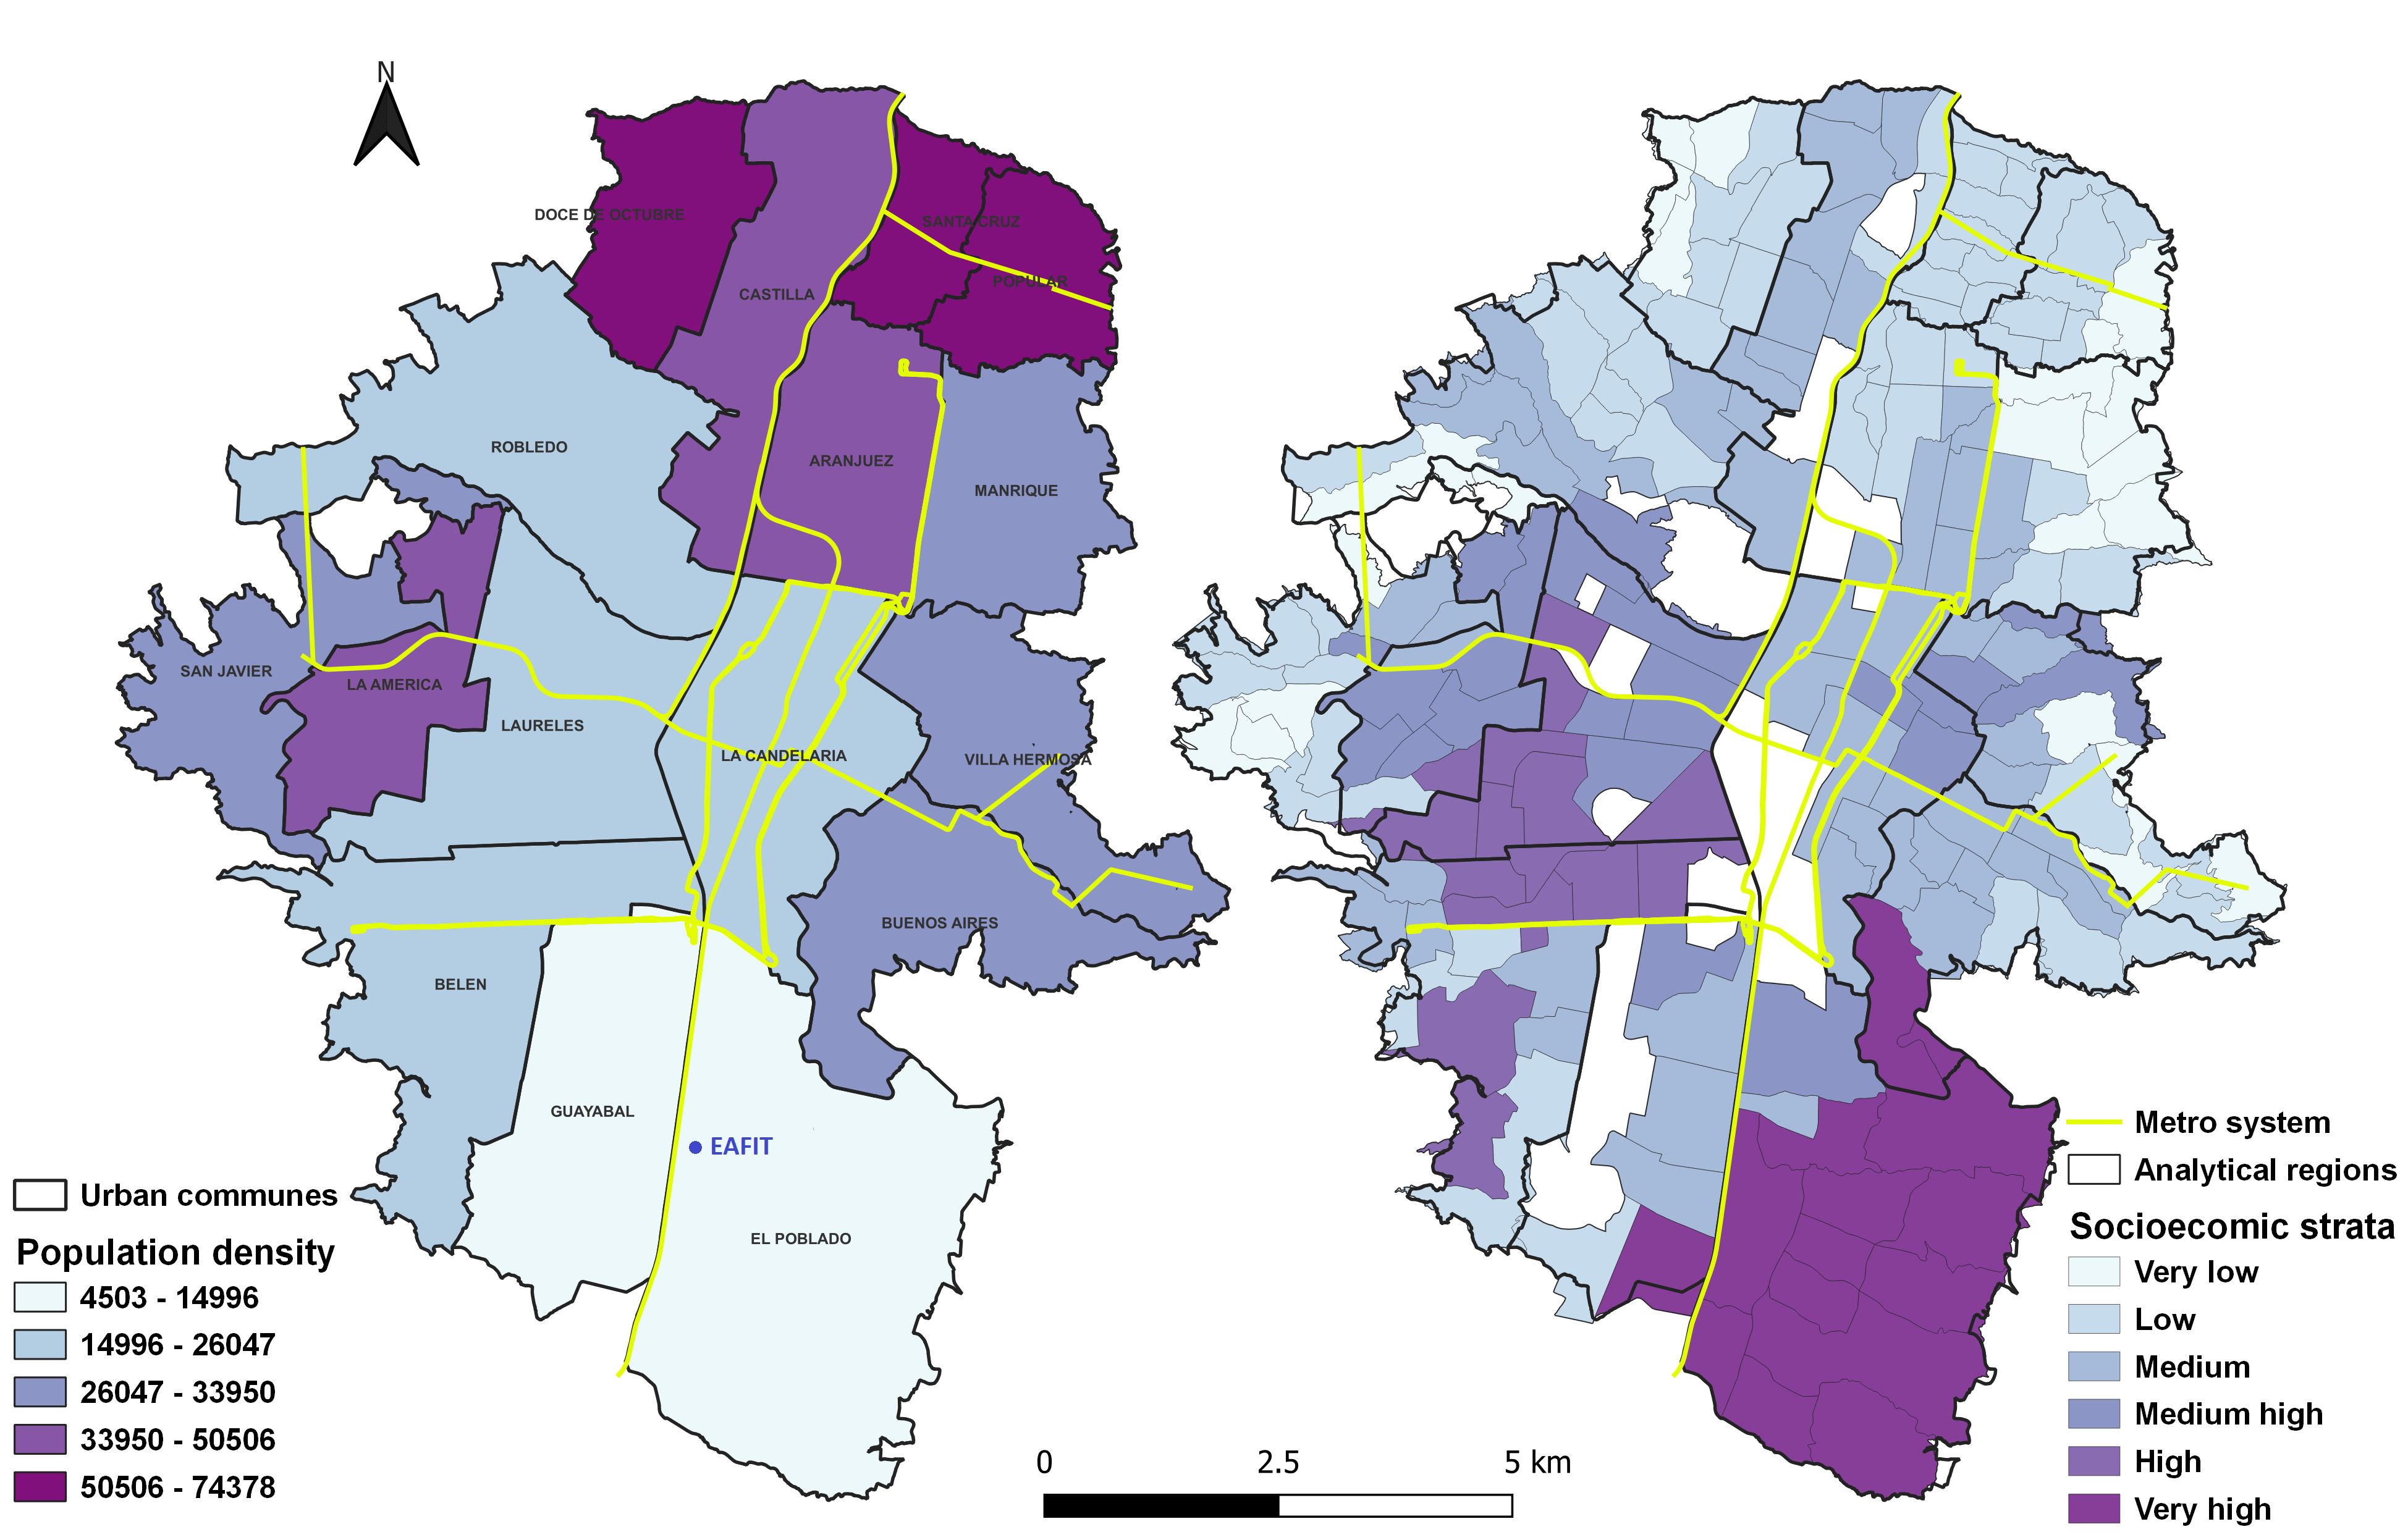 N
DOCE DE OCTUBRE
SANTA CRUZ
POPULAR
CASTILLA
ROBLEDO
ARANJUEZ
MANRIQUE
SAN JAVIER
LA AMERICA
LAURELES
LA CANDELARIA
VILLA HERMOSA
BUENOS AIRES
BELEN
GUAYABAL
EAFIT
EL POBLADO
Urban communes
Population density
4503 - 14996
14996 - 26047
26047 - 33950
33950 - 50506
50506 - 74378
0 2.5 5 km
Metro system
Analytical regions
Socioecomic strata
Very low
Low
Medium
Medium high
High
Very high